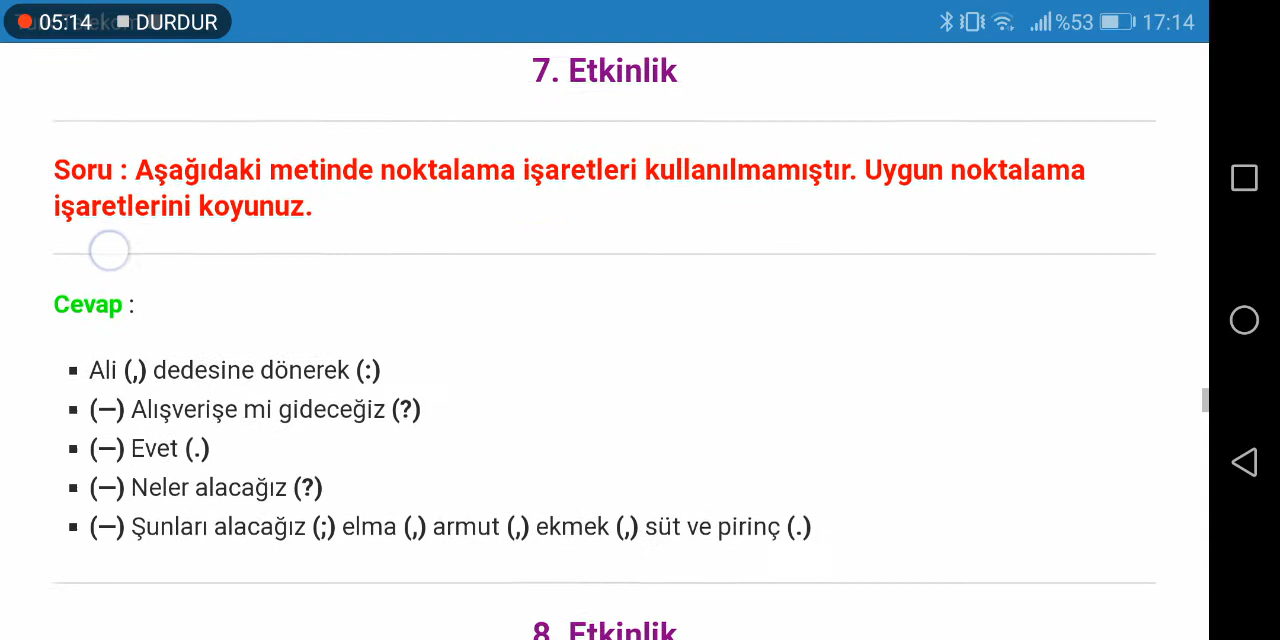 05:14 DURDUR %53 17:14
7. Etkinlik
Soru : Aşağıdaki metinde noktalama işaretleri kullanılmamıştır. Uygun noktalama
işaretlerini koyunuz.
Cevap :
▪ Ali (,) dedesine dönerek (:)
▪ (—) Alışverişe mi gideceğiz (?)
▪ (—) Evet (.)
▪ (—) Neler alacağız (?)
▪ (—) Şunları alacağız (;) elma (,) armut (,) ekmek (,) süt ve pirinç (.)
8. Etkinlik